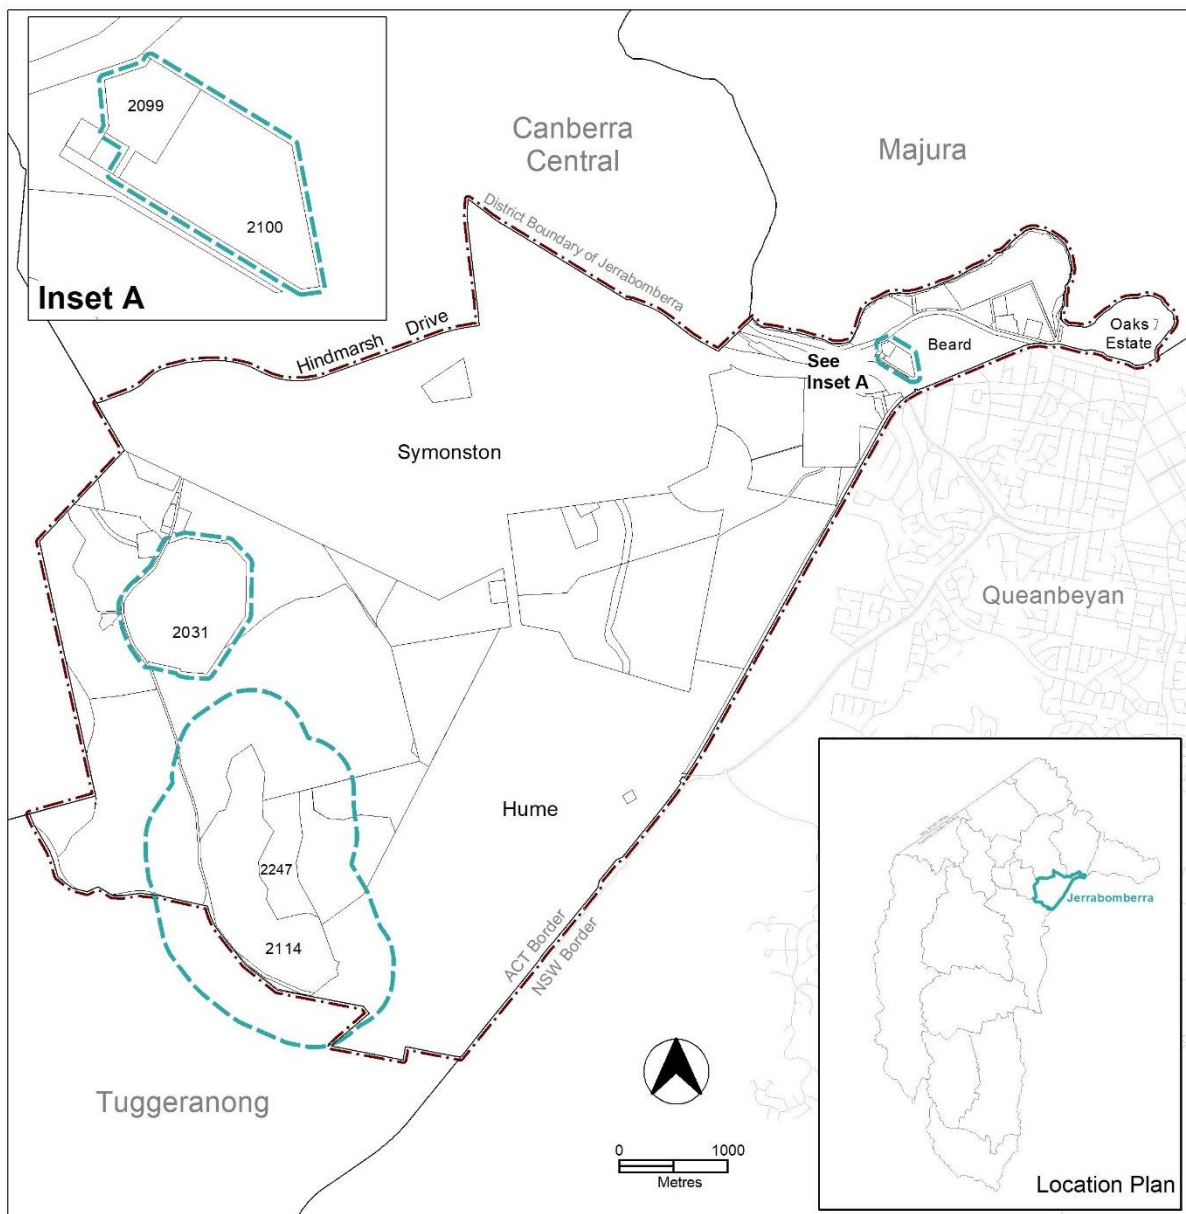 2099
2100
Inset A
Canberra
Central
Majura
District Boundary of Jerrabomberra
Hindmarsh Drive
See
Inset A
Beard
Oaks
Estate
Symonston
Queanbeyan
2031
Hume
2247
2114
ACT Border
NSW Border
Tuggeranong
0 1000
Metres
Jerrabomberra
Location Plan